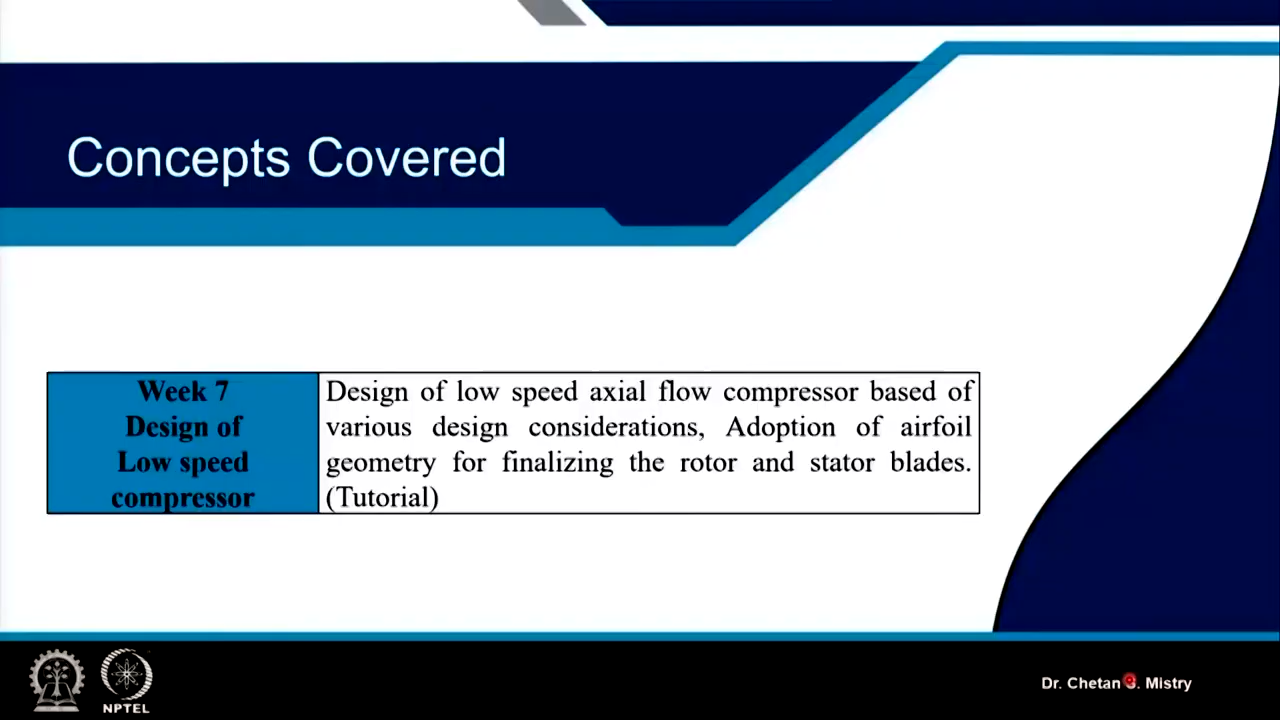 Concepts Covered
Week 7
Design of
Low speed
compressor
Design of low speed axial flow compressor based of
various design considerations, Adoption of airfoil
geometry for finalizing the rotor and stator blades.
(Tutorial)
NPTEL
Dr. Chetan S. Mistry